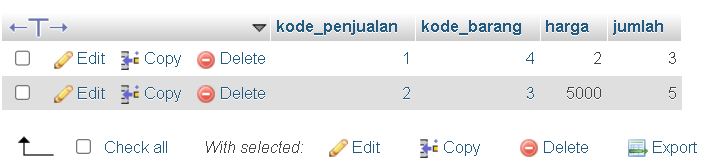 kode_penjualan kode_barang harga jumlah
Edit Copy Delete 1 4 2 3
Edit Copy Delete 2 3 5000 5
Check all With selected: Edit Copy Delete Export